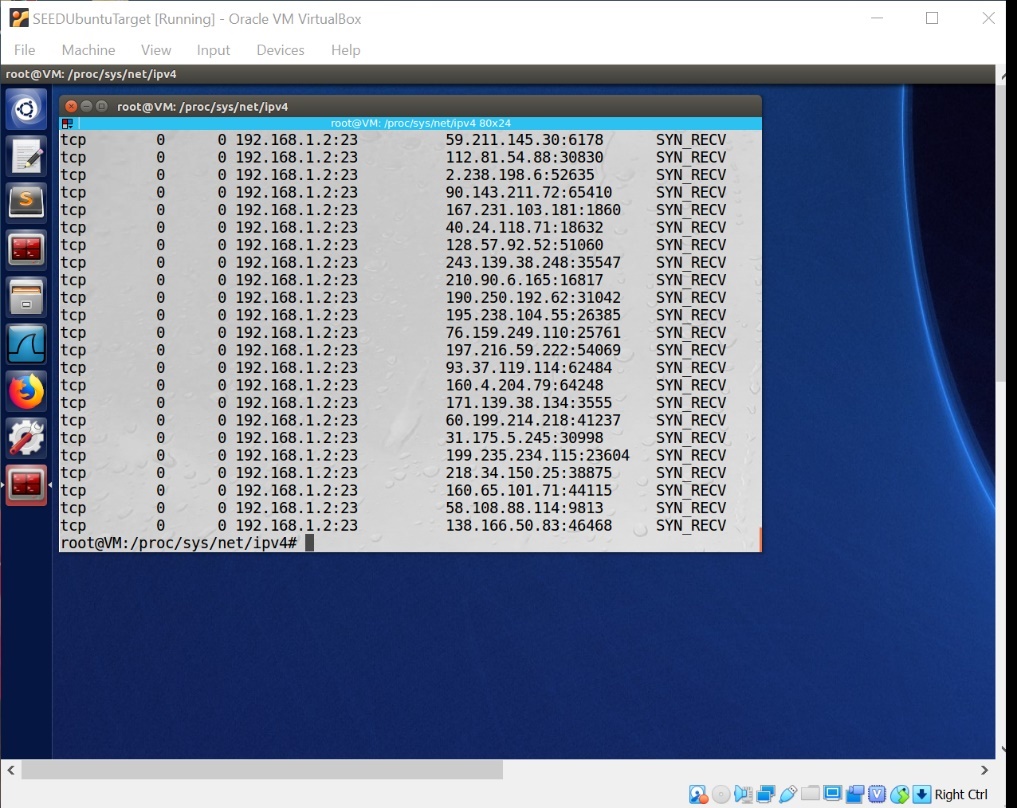 SEEDUbuntuTarget [Running] - Oracle VM VirtualBox
File Machine View Input Devices Help
root@VM: /proc/sys/net/ipv4
root@VM: /proc/sys/net/ipv4
root@VM: /proc/sys/net/ipv4 80x24
tcp 0 0 192.168.1.2:23 59.211.145.30:6178 SYN_RECV
tcp 0 0 192.168.1.2:23 112.81.54.88:30830 SYN_RECV
tcp 0 0 192.168.1.2:23 2.238.198.6:52635 SYN_RECV
tcp 0 0 192.168.1.2:23 90.143.211.72:65410 SYN_RECV
tcp 0 0 192.168.1.2:23 167.231.103.181:1860 SYN_RECV
tcp 0 0 192.168.1.2:23 40.24.118.71:18632 SYN_RECV
tcp 0 0 192.168.1.2:23 128.57.92.52:51060 SYN_RECV
tcp 0 0 192.168.1.2:23 243.139.38.248:35547 SYN_RECV
tcp 0 0 192.168.1.2:23 210.90.6.165:16817 SYN_RECV
tcp 0 0 192.168.1.2:23 190.250.192.62:31042 SYN_RECV
tcp 0 0 192.168.1.2:23 195.238.104.55:26385 SYN_RECV
tcp 0 0 192.168.1.2:23 76.159.249.110:25761 SYN_RECV
tcp 0 0 192.168.1.2:23 197.216.59.222:54069 SYN_RECV
tcp 0 0 192.168.1.2:23 93.37.119.114:62484 SYN_RECV
tcp 0 0 192.168.1.2:23 160.4.204.79:64248 SYN_RECV
tcp 0 0 192.168.1.2:23 171.139.38.134:3555 SYN_RECV
tcp 0 0 192.168.1.2:23 60.199.214.218:41237 SYN_RECV
tcp 0 0 192.168.1.2:23 31.175.5.245:30998 SYN_RECV
tcp 0 0 192.168.1.2:23 199.235.234.115:23604 SYN_RECV
tcp 0 0 192.168.1.2:23 218.34.150.25:38875 SYN_RECV
tcp 0 0 192.168.1.2:23 160.65.101.71:44115 SYN_RECV
tcp 0 0 192.168.1.2:23 58.108.88.114:9813 SYN_RECV
tcp 0 0 192.168.1.2:23 138.166.50.83:46468 SYN_RECV
root@VM:/proc/sys/net/ipv4#
Right Ctrl